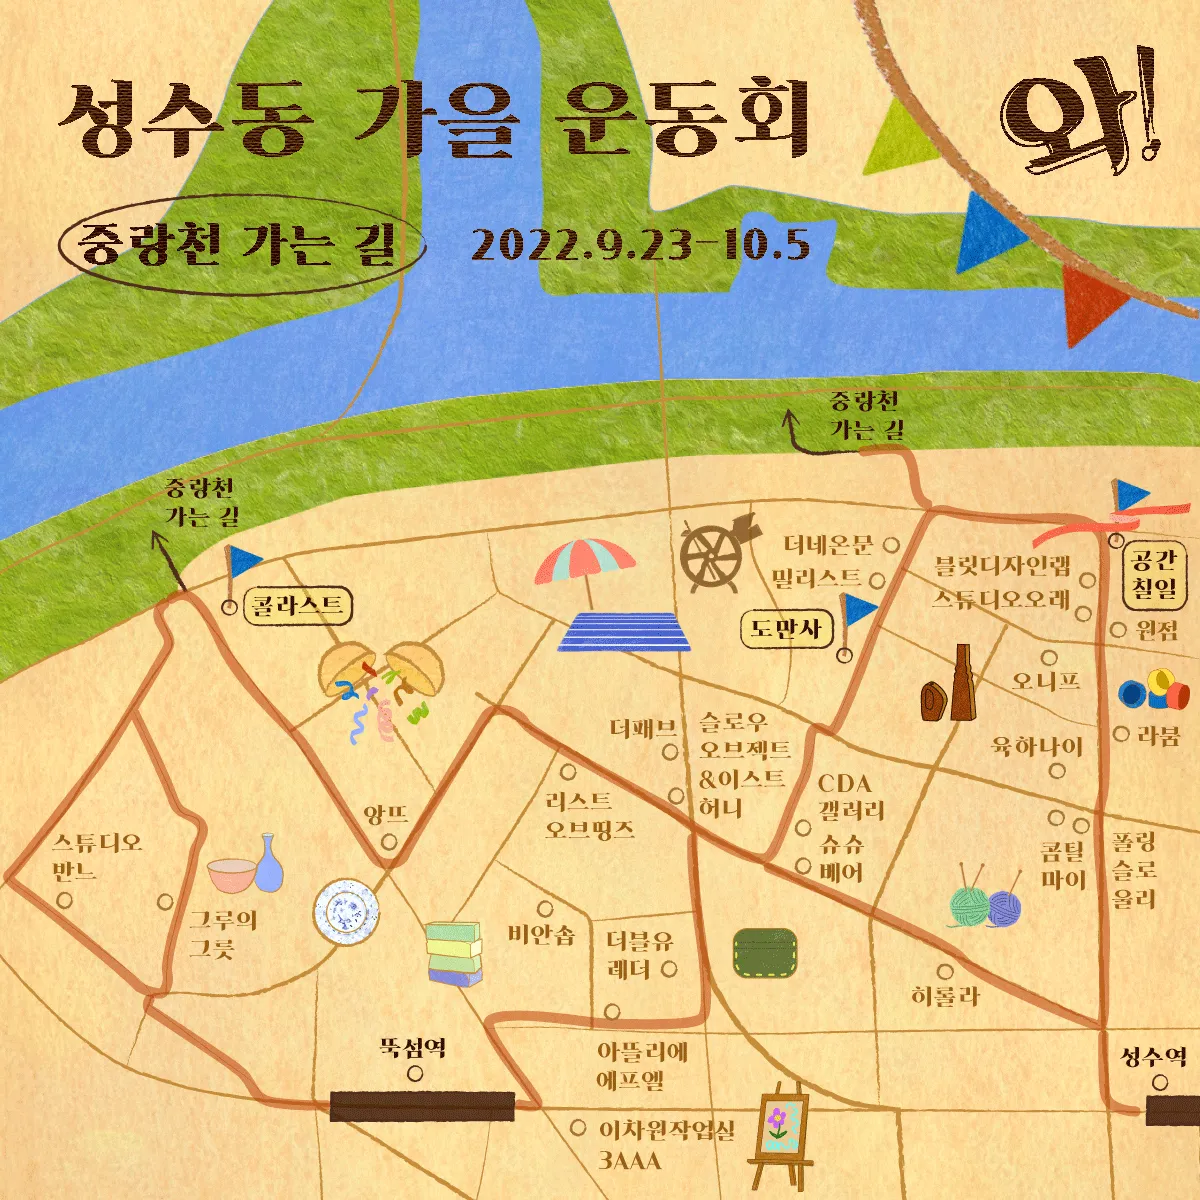 성수동 가을 운동회
와!
중랑천 가는 길
2022.9.23-10.5
중랑천
가는 길
중랑천
가는 길
콜라스트
더네온문
밀리스트
도만사
블릿디자인랩
스튜디오오래
공간
칠일
원점
오니프
라붐
육하나이
더패브
슬로우
오브젝트
&이스트
허니
리스트
오브띵즈
앙뜨
CDA
갤러리
슈슈
베어
콤틸
마이
폴링
슬로
울리
스튜디오
반느
그루의
그릇
비안솝
더블유
레더
히롤라
뚝섬역
아뜰리에
에프엘
성수역
이차원작업실
3AAA